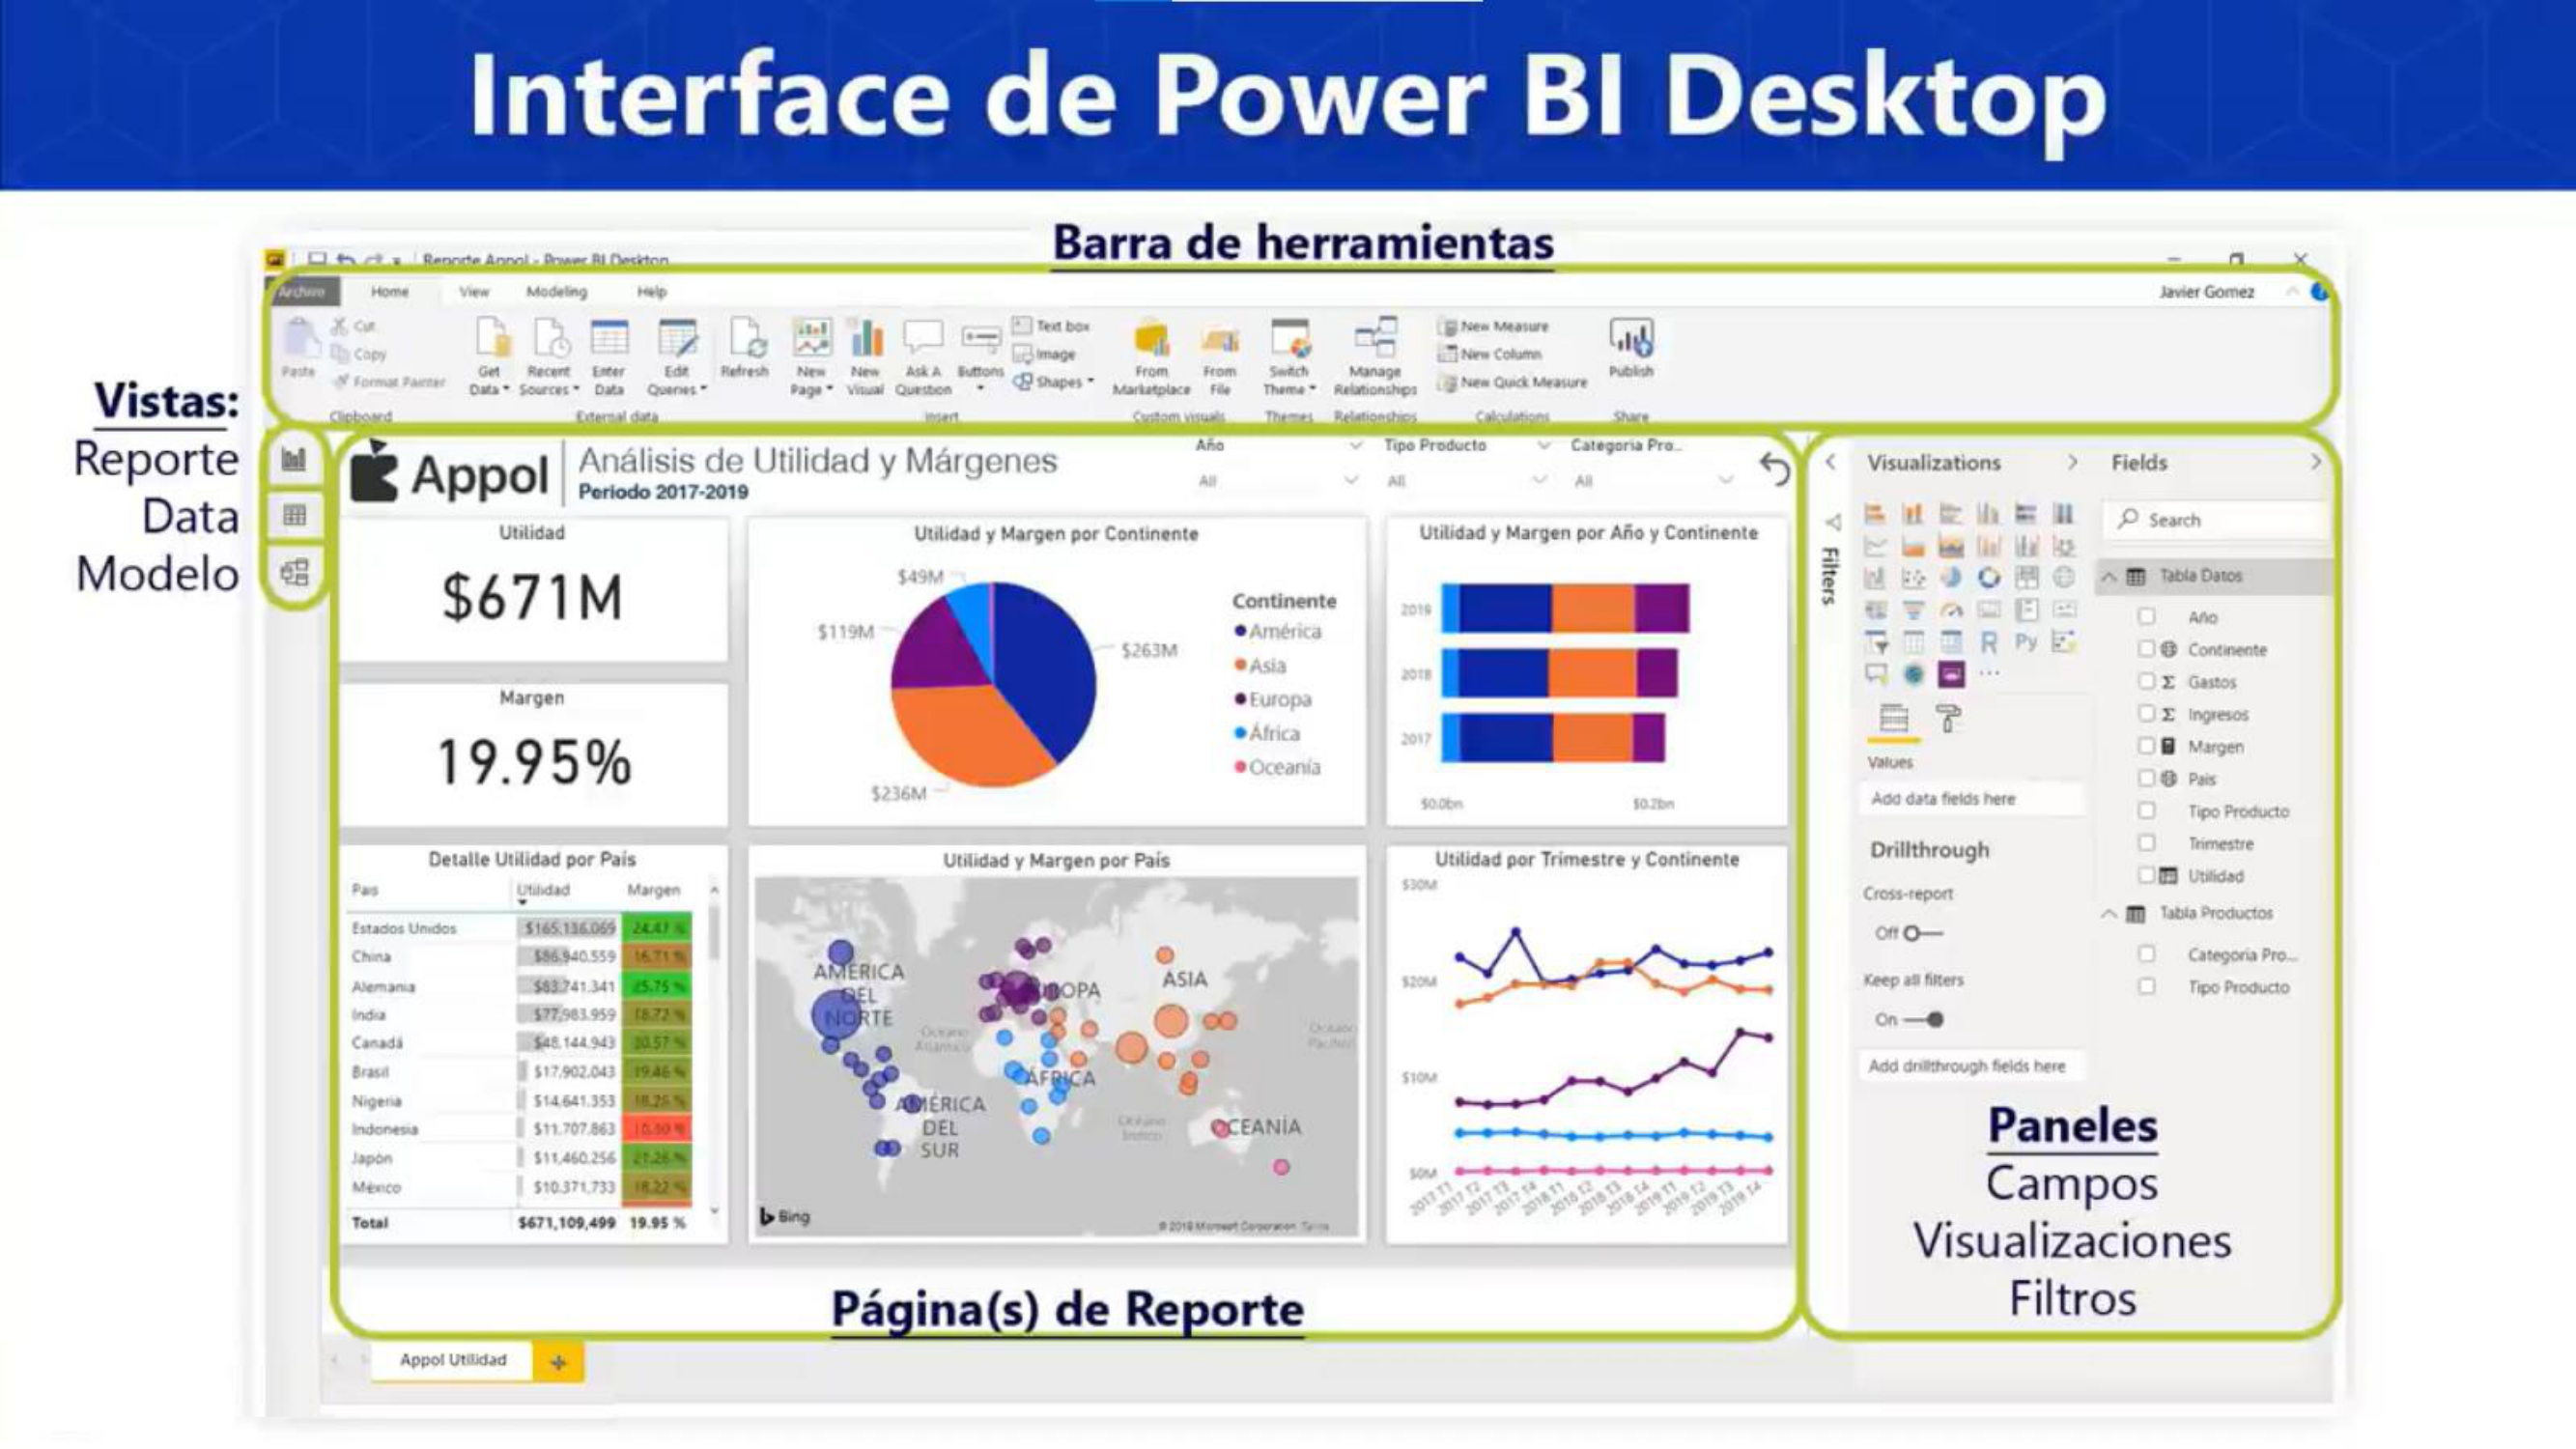 Interface de Power BI Desktop
Barra de herramientas
Reporte Appol - Power BI Desktop
Archivo Home View Modeling Help Javier Gomez
Paste
Cut
Copy
Format Painter
Clipboard
Get Data
Recent Sources
Enter Data
Edit Queries
External data
Refresh
New Page
New Visual
Ask A Question
Buttons
Text box
Image
Shapes
Insert
From Marketplace
From File
Custom visuals
Switch Theme
Themes
Manage Relationships
Relationships
New Measure
New Column
New Quick Measure
Calculations
Publish
Share
Vistas:
Reporte
Data
Modelo
Appol
Análisis de Utilidad y Márgenes
Periodo 2017-2019
Año
All
Tipo Producto
All
Categoria Pro...
All
Utilidad
$671M
Margen
19.95%
Utilidad y Margen por Continente
$49M
$119M
$263M
$236M
Continente
América
Asia
Europa
África
Oceanía
Utilidad y Margen por Año y Continente
2019
2018
2017
$0.0bn $0.2bn
Detalle Utilidad por País
País Utilidad Margen
Estados Unidos $165,136,069 24.47 %
China $86,940,559 16.71 %
Alemania $83,741,341 25.75 %
India $77,983,959 18.72 %
Canadá $48,144,943 20.57 %
Brasil $17,902,043 19.46 %
Nigeria $14,641,353 18.26 %
Indonesia $11,707,863
Japón $11,460,256 21.26 %
México $10,371,733 18.22 %
Total $671,109,499 19.95 %
Utilidad y Margen por País
AMÉRICA DEL NORTE
EUROPA
ASIA
Océano Atlántico
Océano Pacífico
ÁFRICA
AMÉRICA DEL SUR
Océano Índico
OCEANÍA
Bing
© 2019 Microsoft Corporation Terms
Utilidad por Trimestre y Continente
$30M
$20M
$10M
$0M
2017 T1 2017 T2 2017 T3 2017 T4 2018 T1 2018 T2 2018 T3 2018 T4 2019 T1 2019 T2 2019 T3 2019 T4
Página(s) de Reporte
Appol Utilidad
Filters
Visualizations
R Py
Values
Add data fields here
Drillthrough
Cross-report
Off
Keep all filters
On
Add drillthrough fields here
Fields
Search
Tabla Datos
Año
Continente
Gastos
Ingresos
Margen
País
Tipo Producto
Trimestre
Utilidad
Tabla Productos
Categoria Pro...
Tipo Producto
Paneles
Campos
Visualizaciones
Filtros